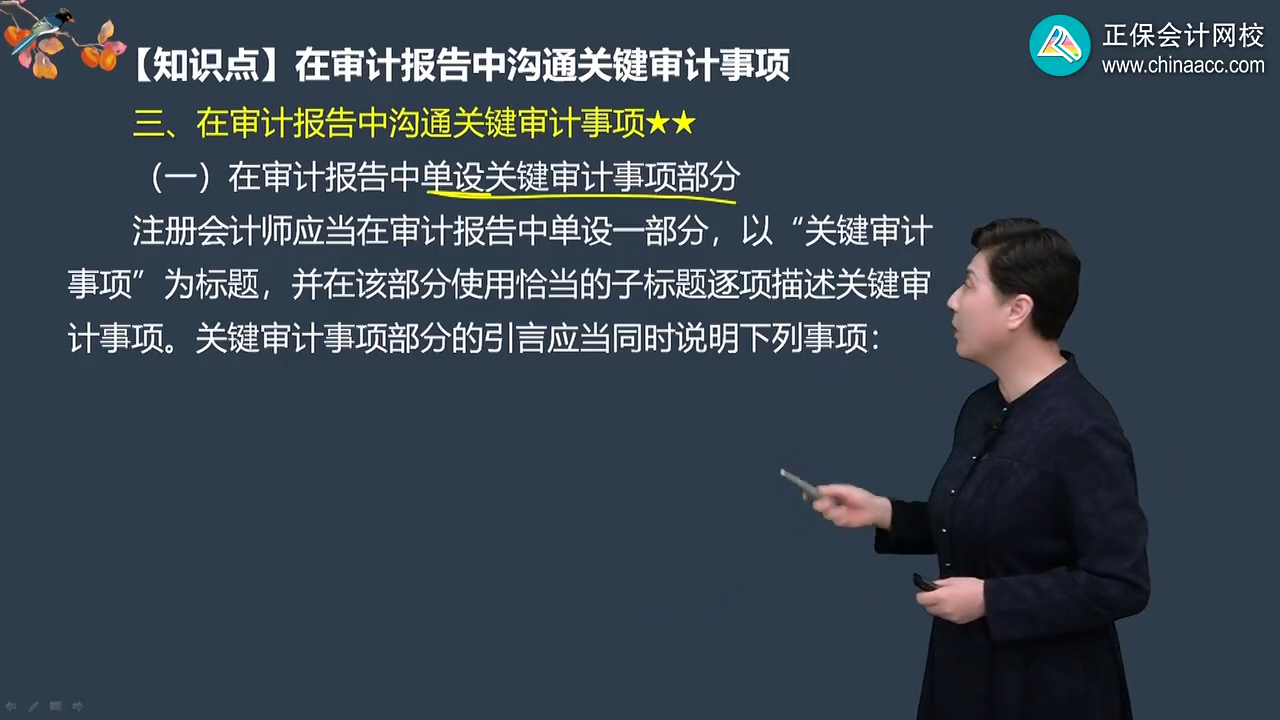 正保会计网校
www.chinaacc.com
【知识点】在审计报告中沟通关键审计事项
三、在审计报告中沟通关键审计事项★★
（一）在审计报告中单设关键审计事项部分
注册会计师应当在审计报告中单设一部分，以“关键审计
事项”为标题，并在该部分使用恰当的子标题逐项描述关键审
计事项。关键审计事项部分的引言应当同时说明下列事项：